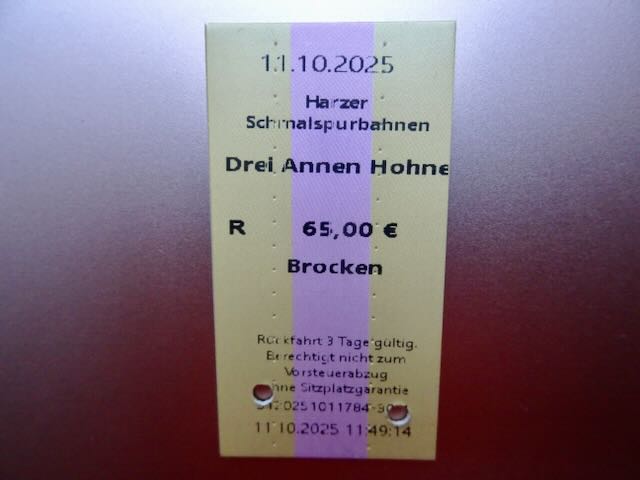 11.10.2025
Harzer
Schmalspurbahnen
Drei Annen Hohne
R 65,00 €
Brocken
Rückfahrt 3 Tage gültig.
Berechtigt nicht zum
Vorsteuerabzug
ohne Sitzplatzgarantie
11.10.2025 11:49:14